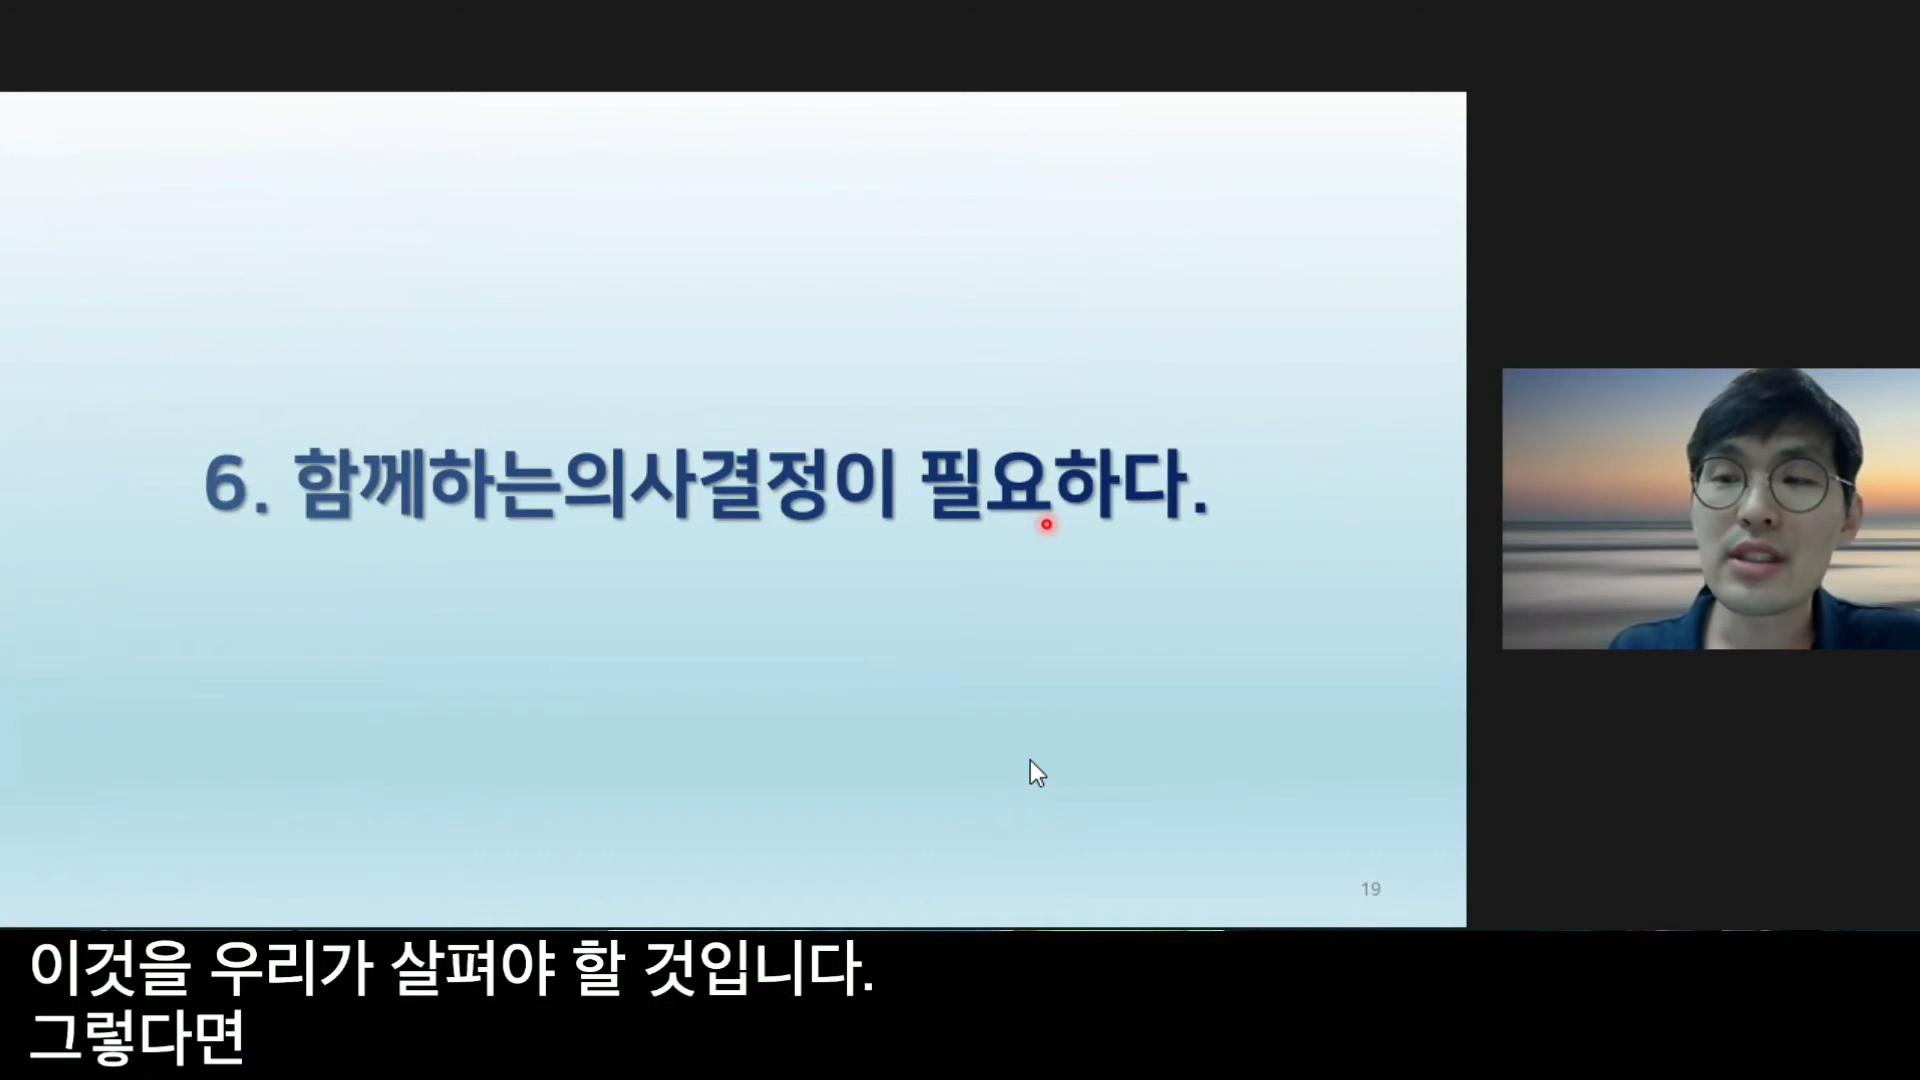 6. 함께하는의사결정이 필요하다.
19
이것을 우리가 살펴야 할 것입니다.
그렇다면